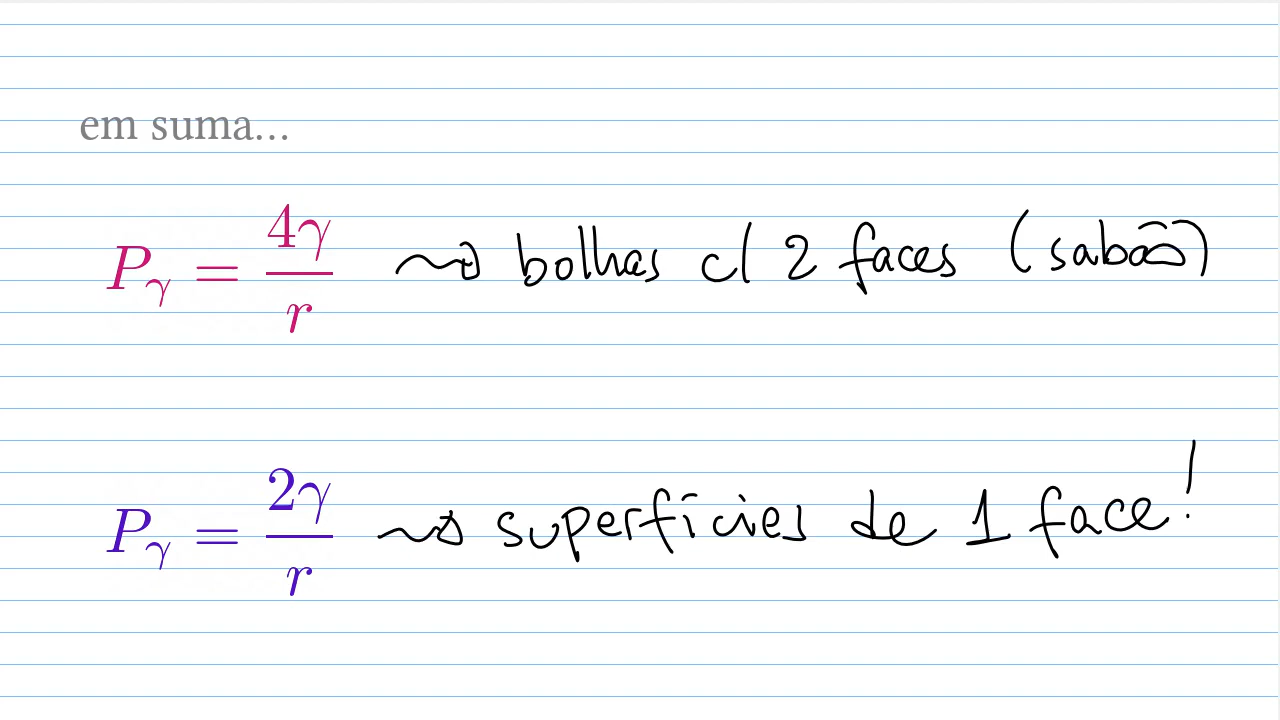 em suma...
P_γ = 4γ/r ⇝ bolhas c/ 2 faces (sabão)
P_γ = 2γ/r ⇝ superfícies de 1 face!